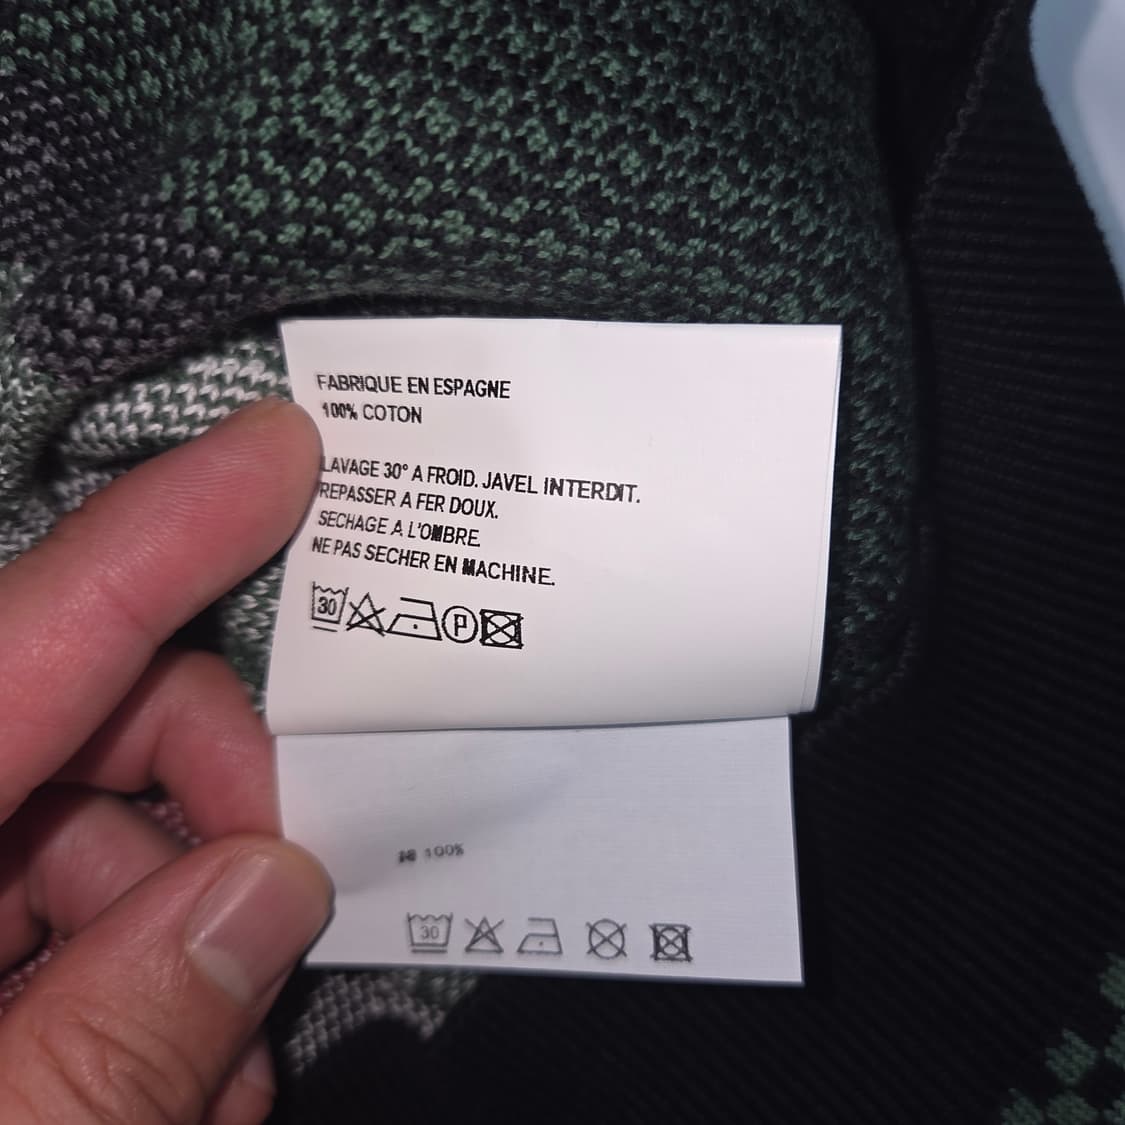 FABRIQUE EN ESPAGNE
100% COTON
LAVAGE 30° A FROID. JAVEL INTERDIT.
REPASSER A FER DOUX.
SECHAGE A L'OMBRE.
NE PAS SECHER EN MACHINE.
30 P
100%
30